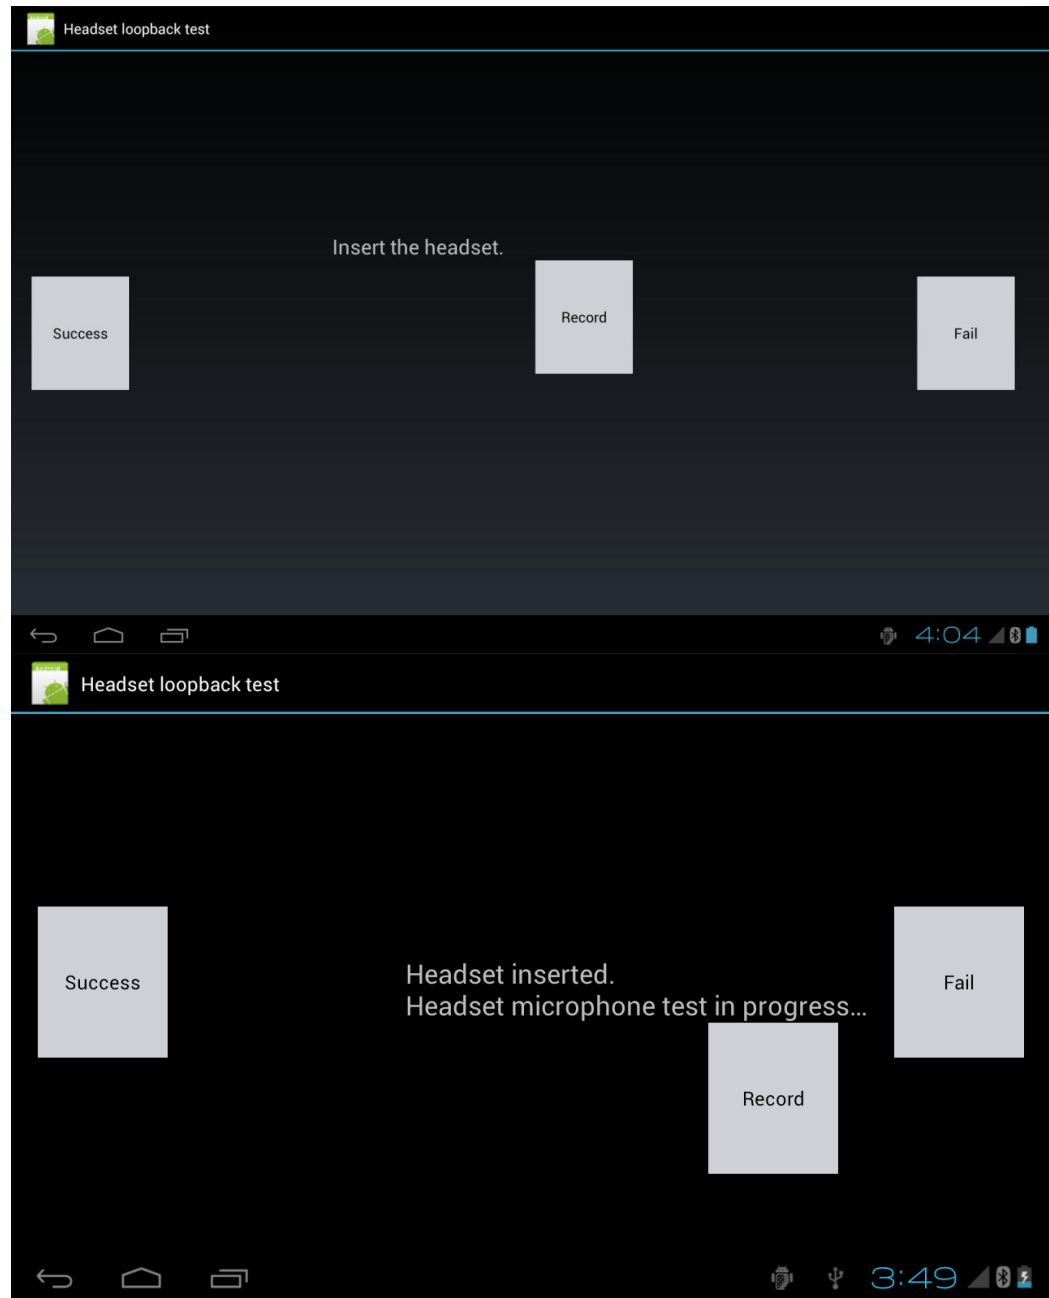 Headset loopback test
Insert the headset.
Success
Record
Fail
4:04
Headset loopback test
Success
Headset inserted.
Headset microphone test in progress...
Fail
Record
3:49